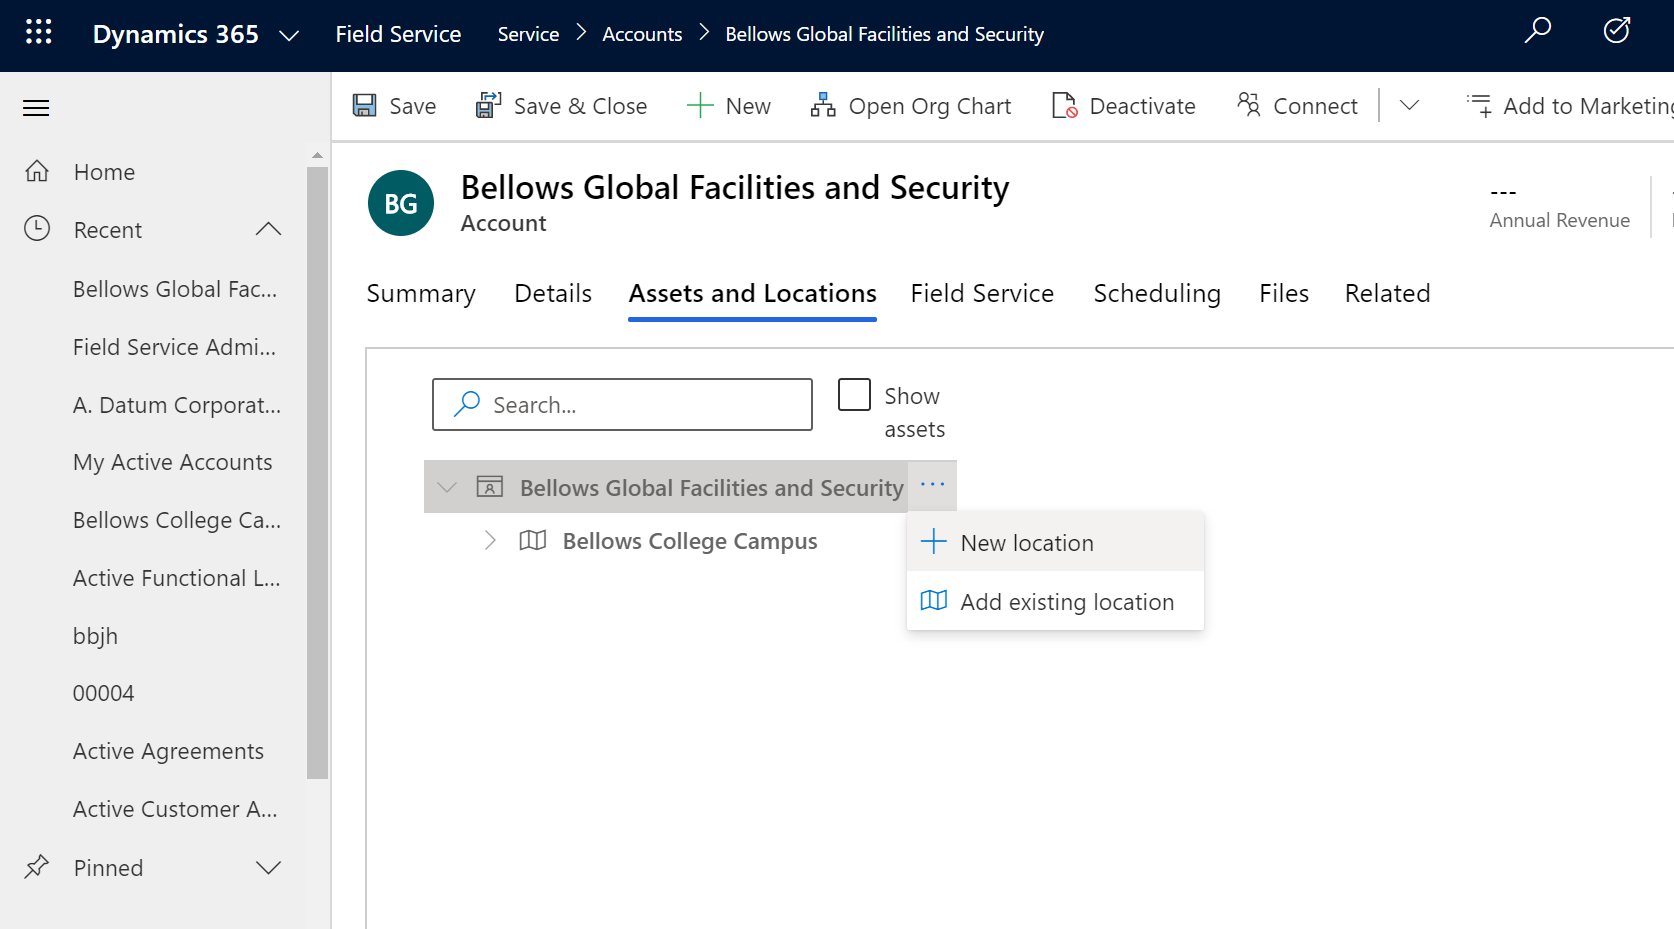 Dynamics 365
Field Service
Service > Accounts > Bellows Global Facilities and Security
Save
Save & Close
New
Open Org Chart
Deactivate
Connect
Add to Marketing
Home
Recent
Bellows Global Fac...
Field Service Admi...
A. Datum Corporat...
My Active Accounts
Bellows College Ca...
Active Functional L...
bbjh
00004
Active Agreements
Active Customer A...
Pinned
BG
Bellows Global Facilities and Security
Account
---
Annual Revenue
Summary
Details
Assets and Locations
Field Service
Scheduling
Files
Related
Search...
Show
assets
Bellows Global Facilities and Security
...
Bellows College Campus
New location
Add existing location